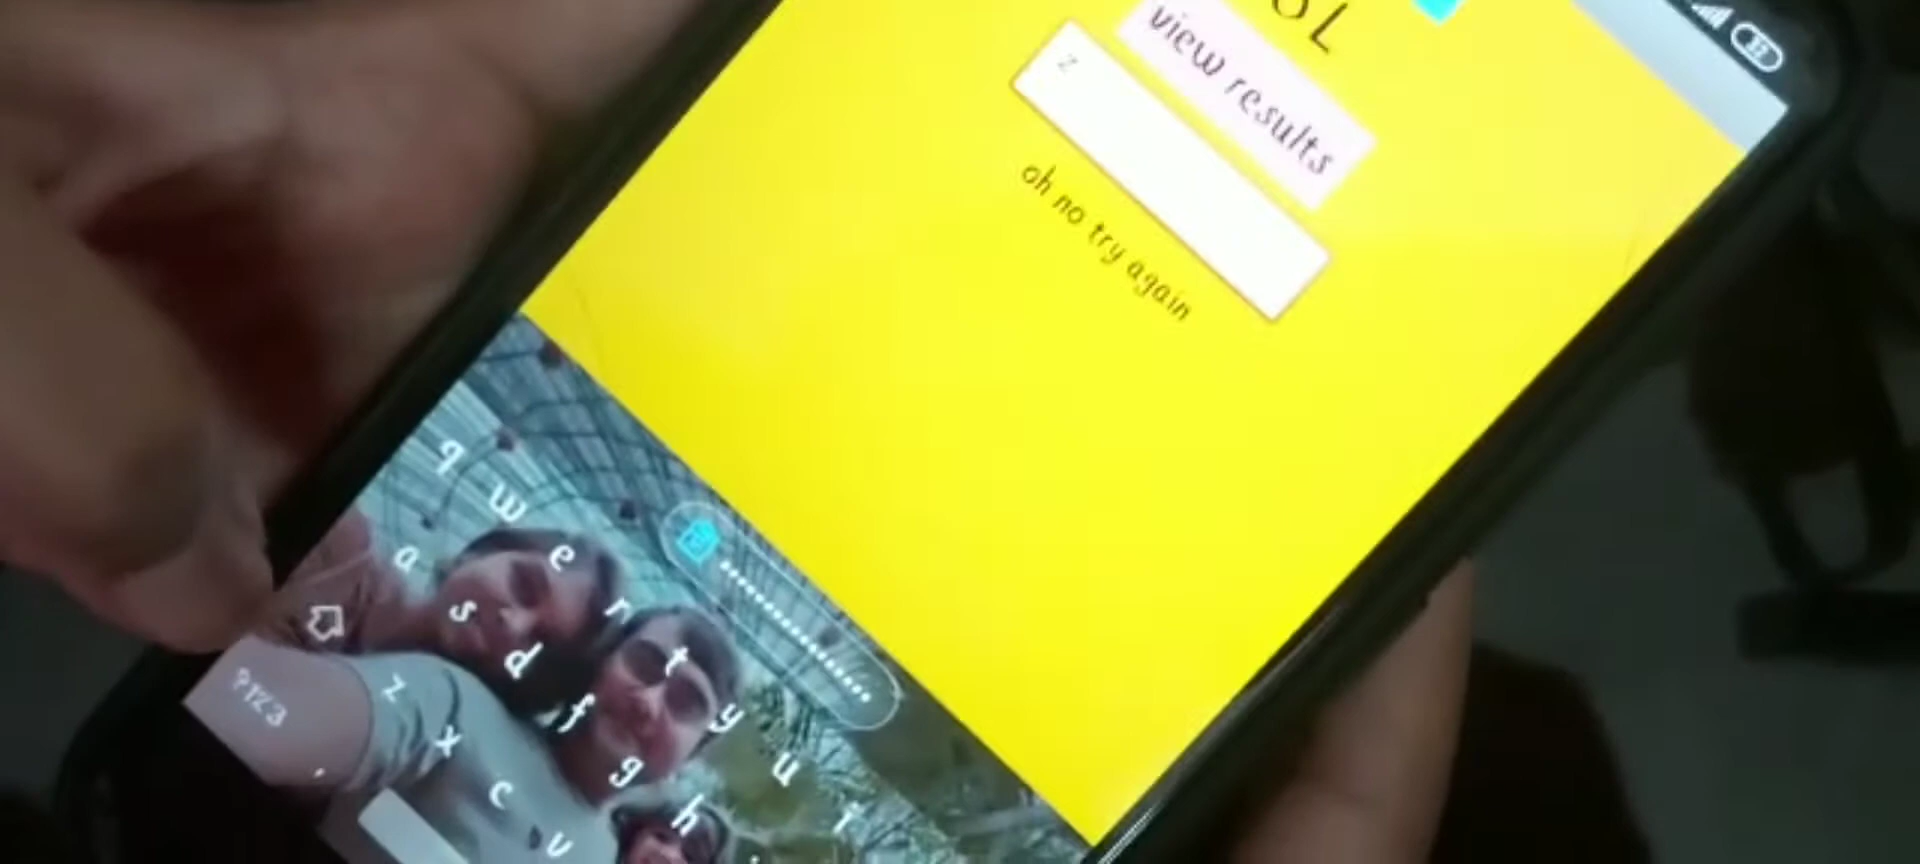 view results
z
oh no try again
q w e r t y u
a s d f g h
z x c v
?123